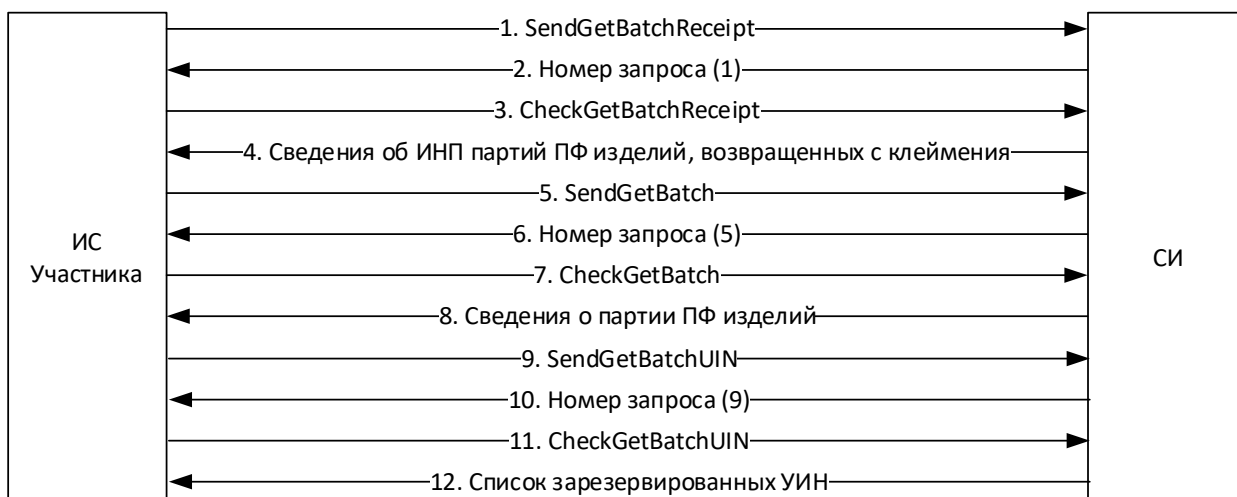 1. SendGetBatchReceipt
2. Номер запроса (1)
3. CheckGetBatchReceipt
4. Сведения об ИНП партий ПФ изделий, возвращенных с клеймения
5. SendGetBatch
ИС
Участника
6. Номер запроса (5)
СИ
7. CheckGetBatch
8. Сведения о партии ПФ изделий
9. SendGetBatchUIN
10. Номер запроса (9)
11. CheckGetBatchUIN
12. Список зарезервированных УИН